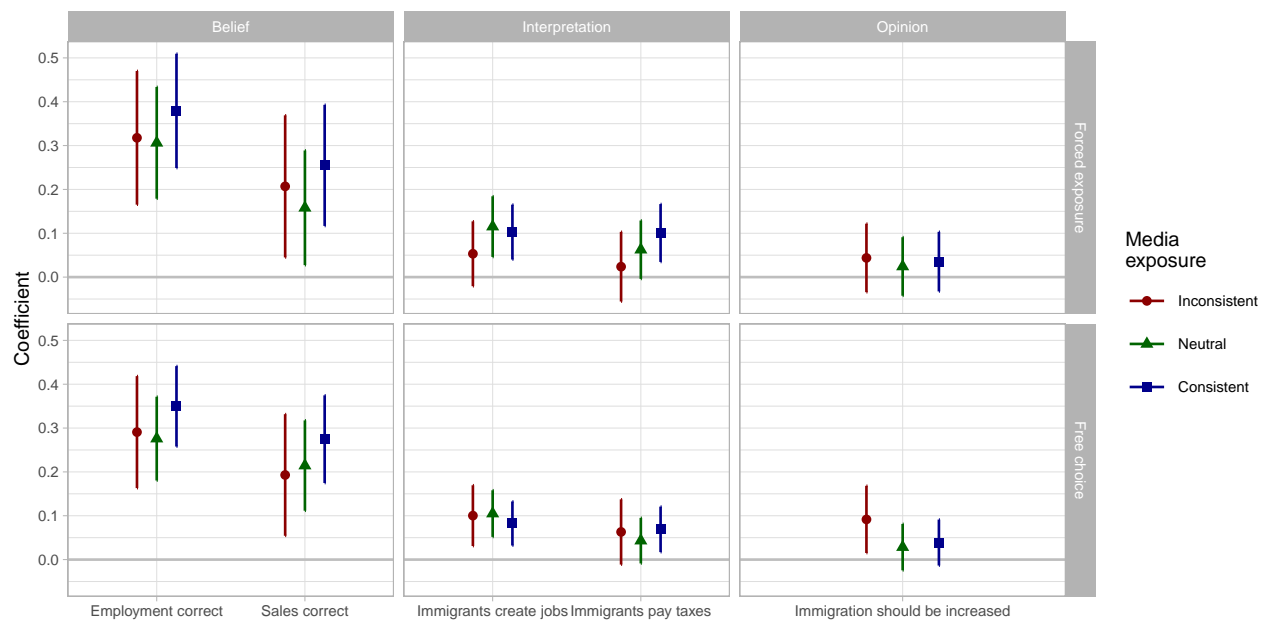 Belief
Interpretation
Opinion
Coefficient
0.5
0.4
0.3
0.2
0.1
0.0
Forced exposure
0.5
0.4
0.3
0.2
0.1
0.0
Free choice
Employment correct
Sales correct
Immigrants create jobs
Immigrants pay taxes
Immigration should be increased
Media
exposure
Inconsistent
Neutral
Consistent